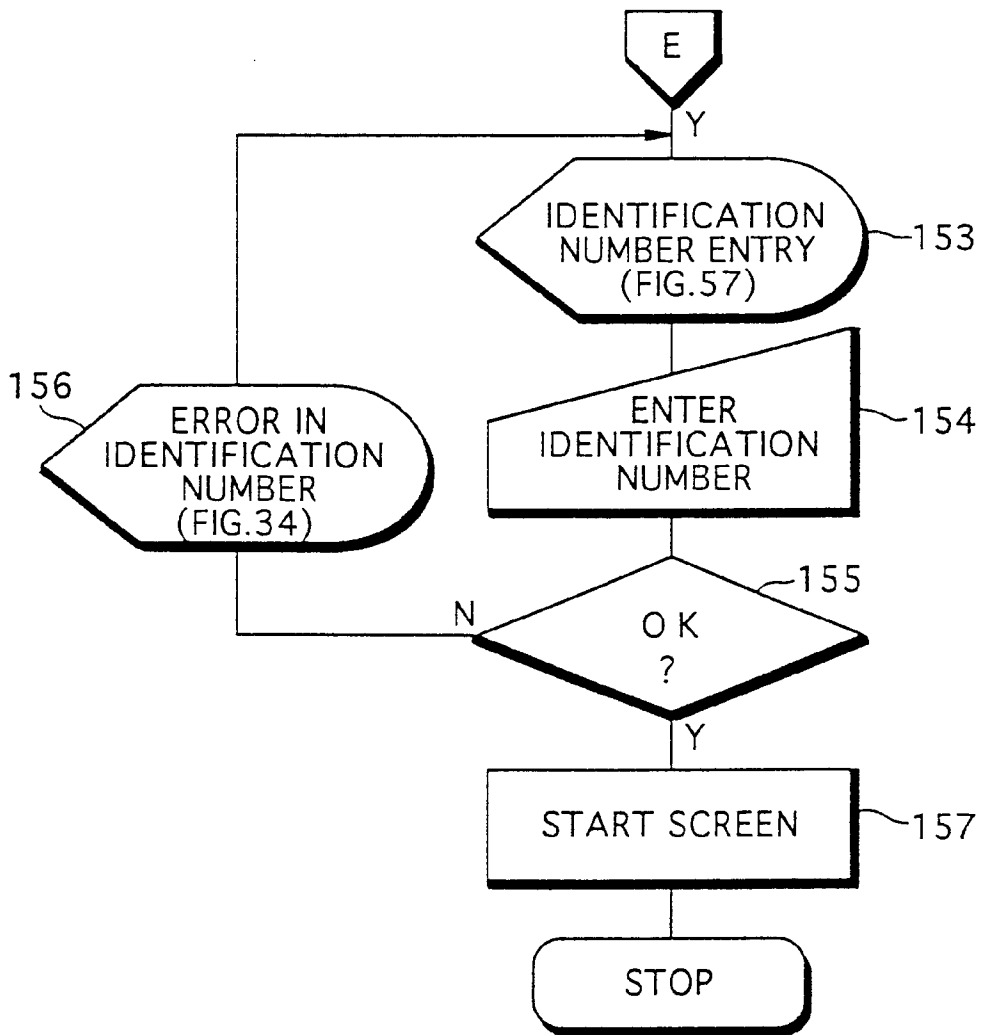 E
Y
IDENTIFICATION
NUMBER ENTRY
(FIG.57)
153
ENTER
IDENTIFICATION
NUMBER
154
156
ERROR IN
IDENTIFICATION
NUMBER
(FIG.34)
155
N
OK
?
Y
START SCREEN
157
STOP